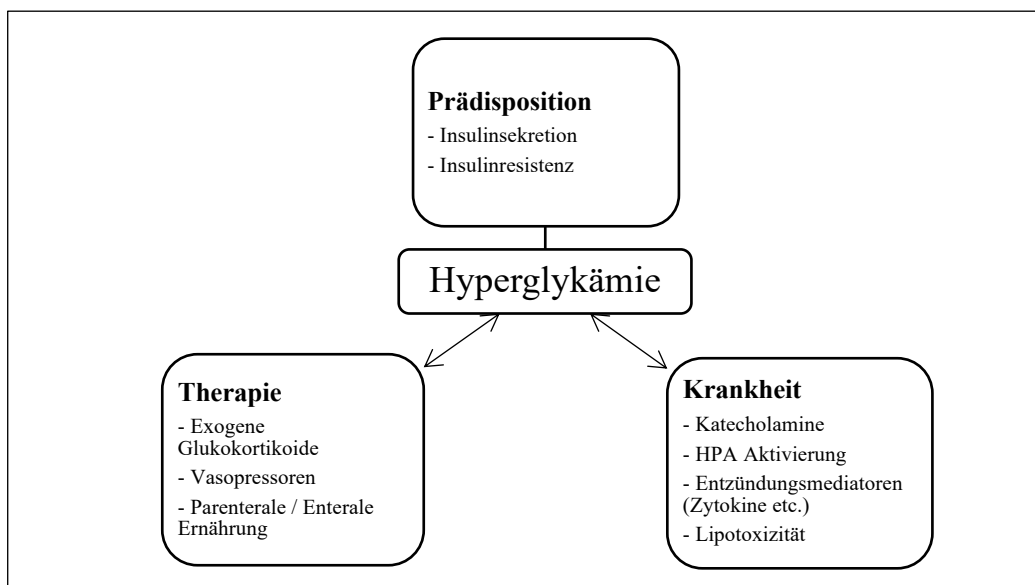 Prädisposition
- Insulinsekretion
- Insulinresistenz
Hyperglykämie
Therapie
- Exogene
Glukokortikoide
- Vasopressoren
- Parenterale / Enterale
Ernährung
Krankheit
- Katecholamine
- HPA Aktivierung
- Entzündungsmediatoren
(Zytokine etc.)
- Lipotoxizität